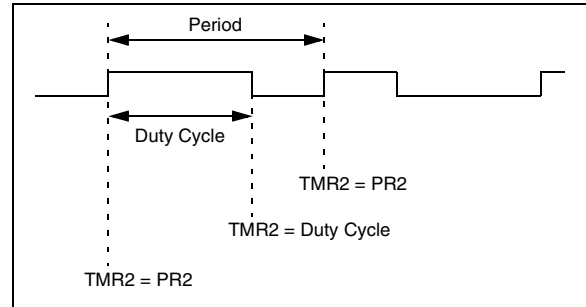 Period
Duty Cycle
TMR2 = PR2
TMR2 = Duty Cycle
TMR2 = PR2